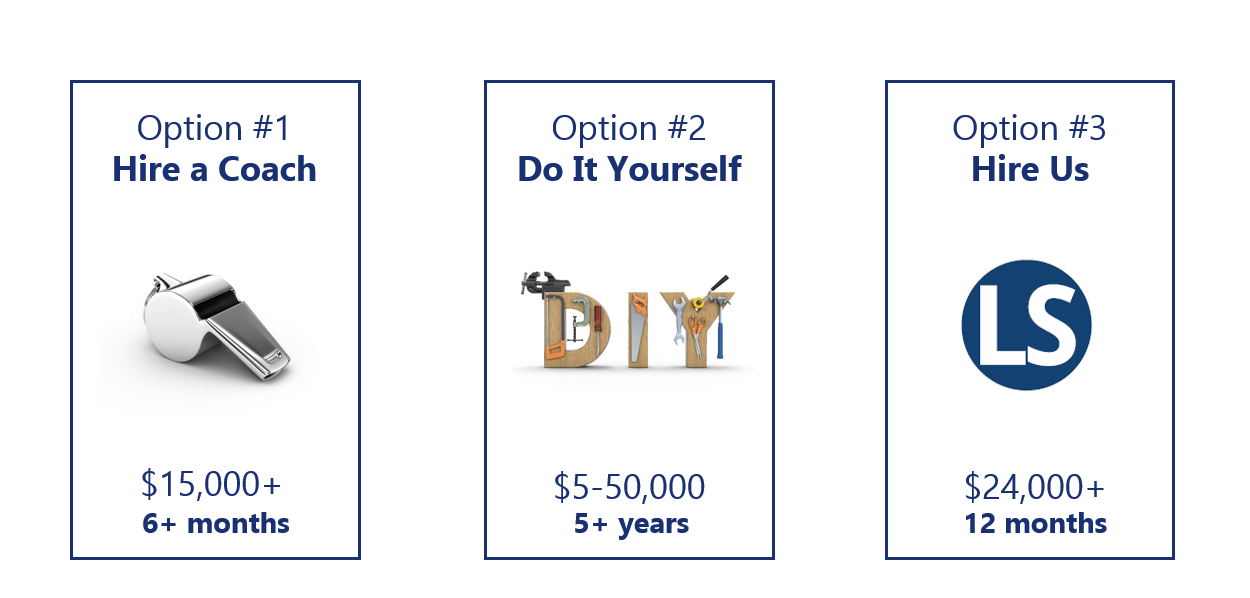 Option #1
Hire a Coach
$15,000+
6+ months
Option #2
Do It Yourself
DIY
$5-50,000
5+ years
Option #3
Hire Us
LS
$24,000+
12 months